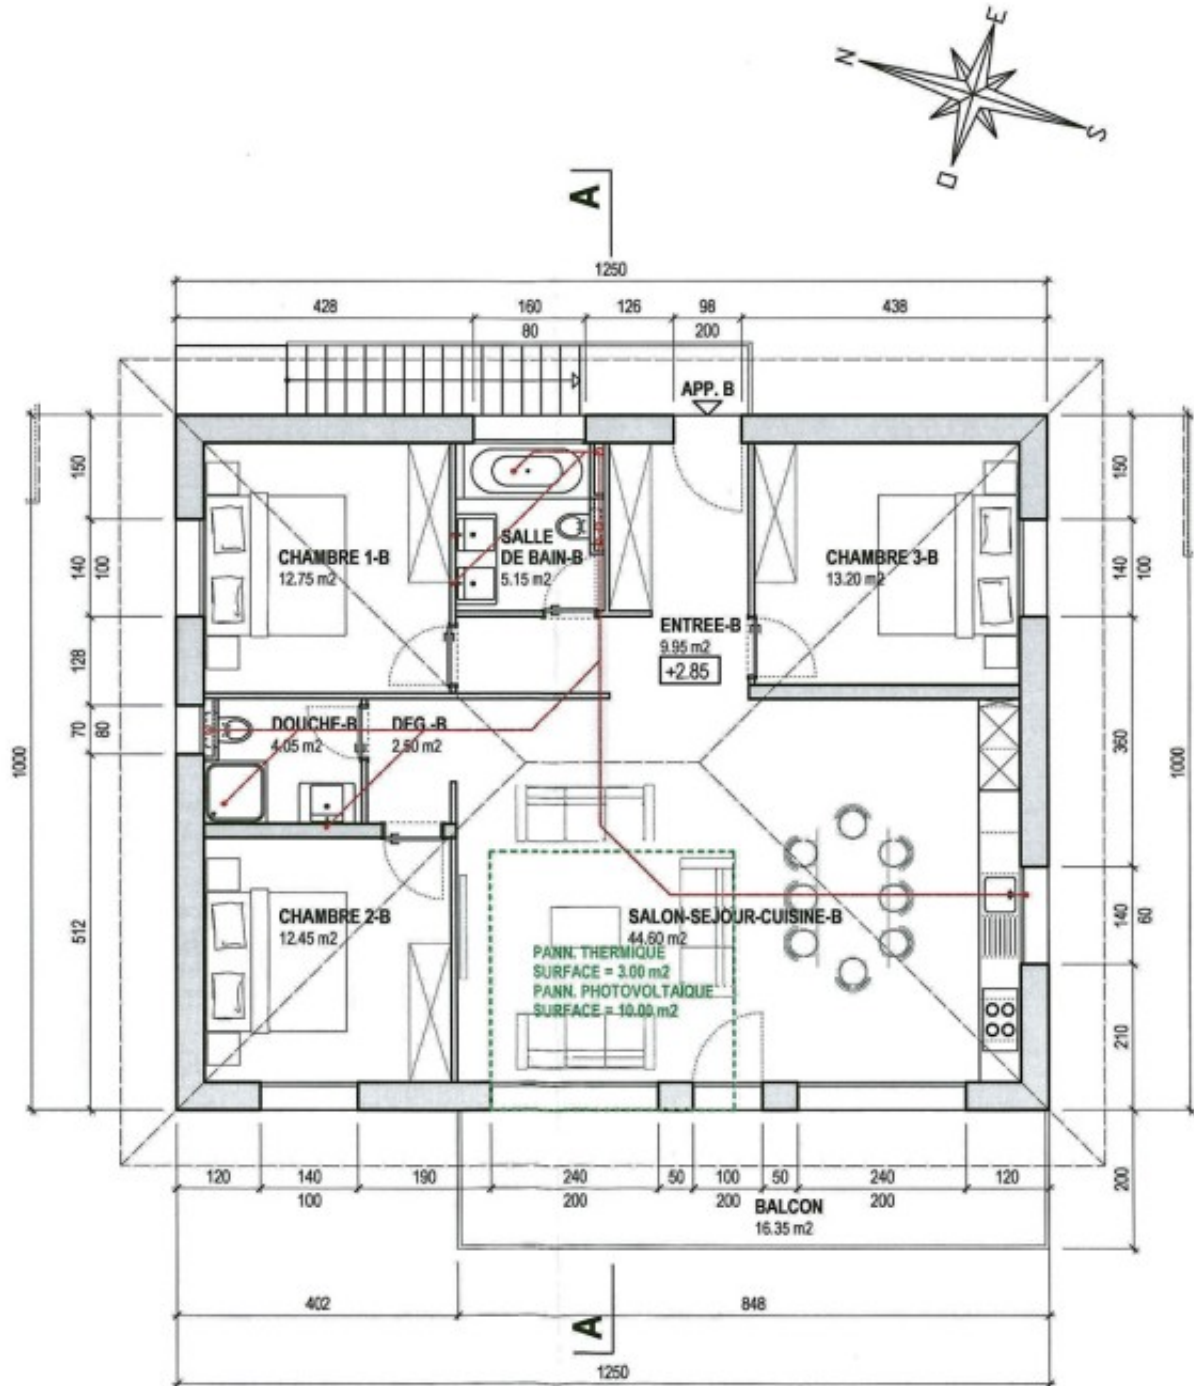 E
N
S
O
A
1250
428 160 126 98 438
80 200
APP. B
150
140 100
128
70 80
512
1000
150
140 100
360
140 60
210
200
1000
CHAMBRE 1-B
12.75 m2
SALLE
DE BAIN-B
5.15 m2
CHAMBRE 3-B
13.20 m2
ENTREE-B
9.95 m2
+2.85
DOUCHE-B
4.05 m2
DEG.-B
2.50 m2
CHAMBRE 2-B
12.45 m2
SALON-SEJOUR-CUISINE-B
44.60 m2
PANN. THERMIQUE
SURFACE = 3.00 m2
PANN. PHOTOVOLTAÏQUE
SURFACE = 10.00 m2
120 140 190 240 50 100 50 240 120
100 200 200 200
BALCON
16.35 m2
402 848
A
1250